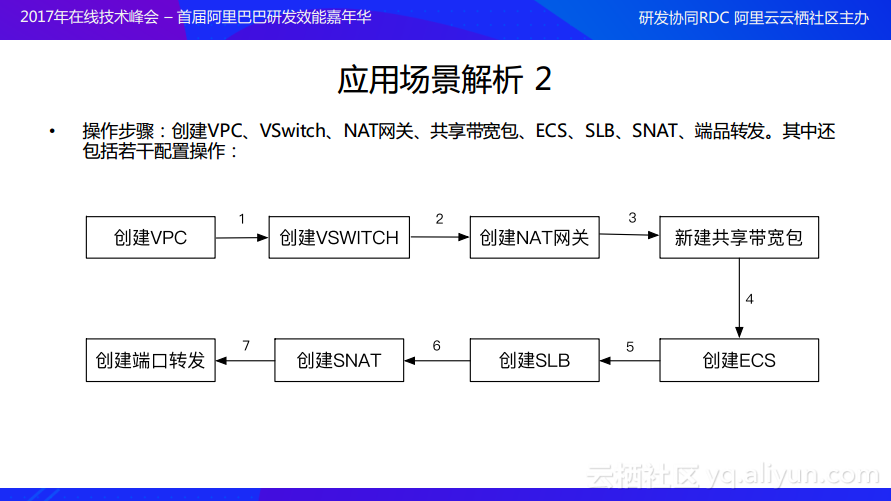 2017年在线技术峰会 – 首届阿里巴巴研发效能嘉年华
研发协同RDC 阿里云云栖社区主办
应用场景解析 2
• 操作步骤：创建VPC、VSwitch、NAT网关、共享带宽包、ECS、SLB、SNAT、端品转发。其中还
包括若干配置操作：
创建VPC
1
创建VSWITCH
2
创建NAT网关
3
新建共享带宽包
4
创建ECS
5
创建SLB
6
创建SNAT
7
创建端口转发
云栖社区 yq.aliyun.com